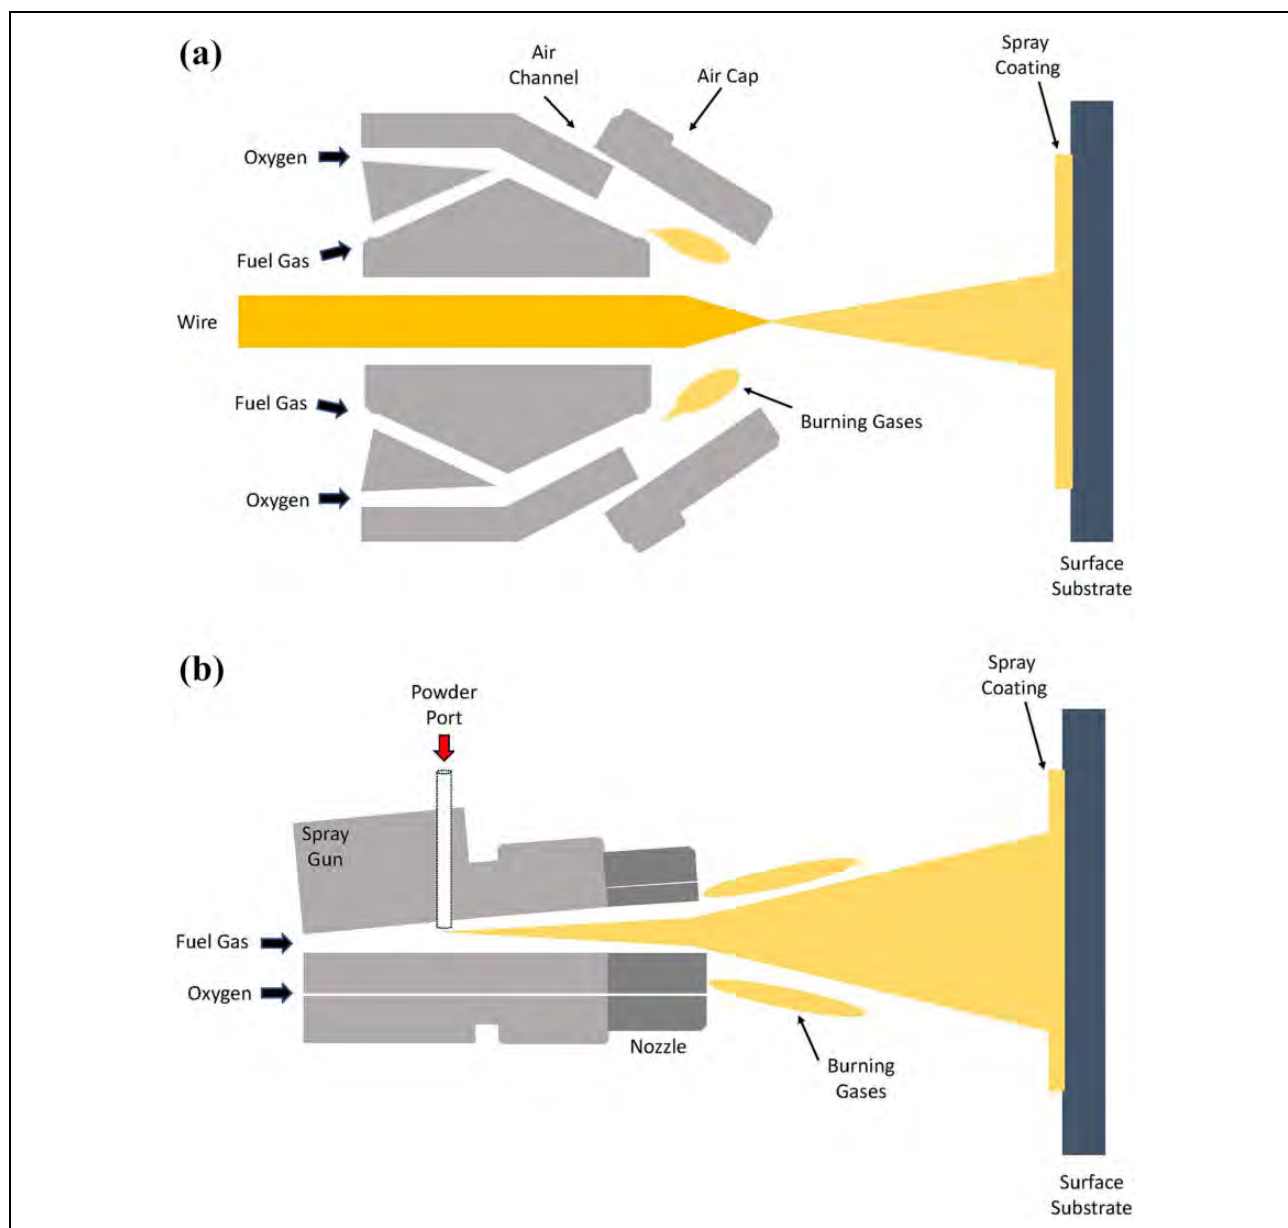 (a)
Air
Channel
Air Cap
Spray
Coating
Oxygen
Fuel Gas
Wire
Fuel Gas
Burning Gases
Oxygen
Surface
Substrate
(b)
Powder
Port
Spray
Coating
Spray
Gun
Fuel Gas
Oxygen
Nozzle
Burning
Gases
Surface
Substrate